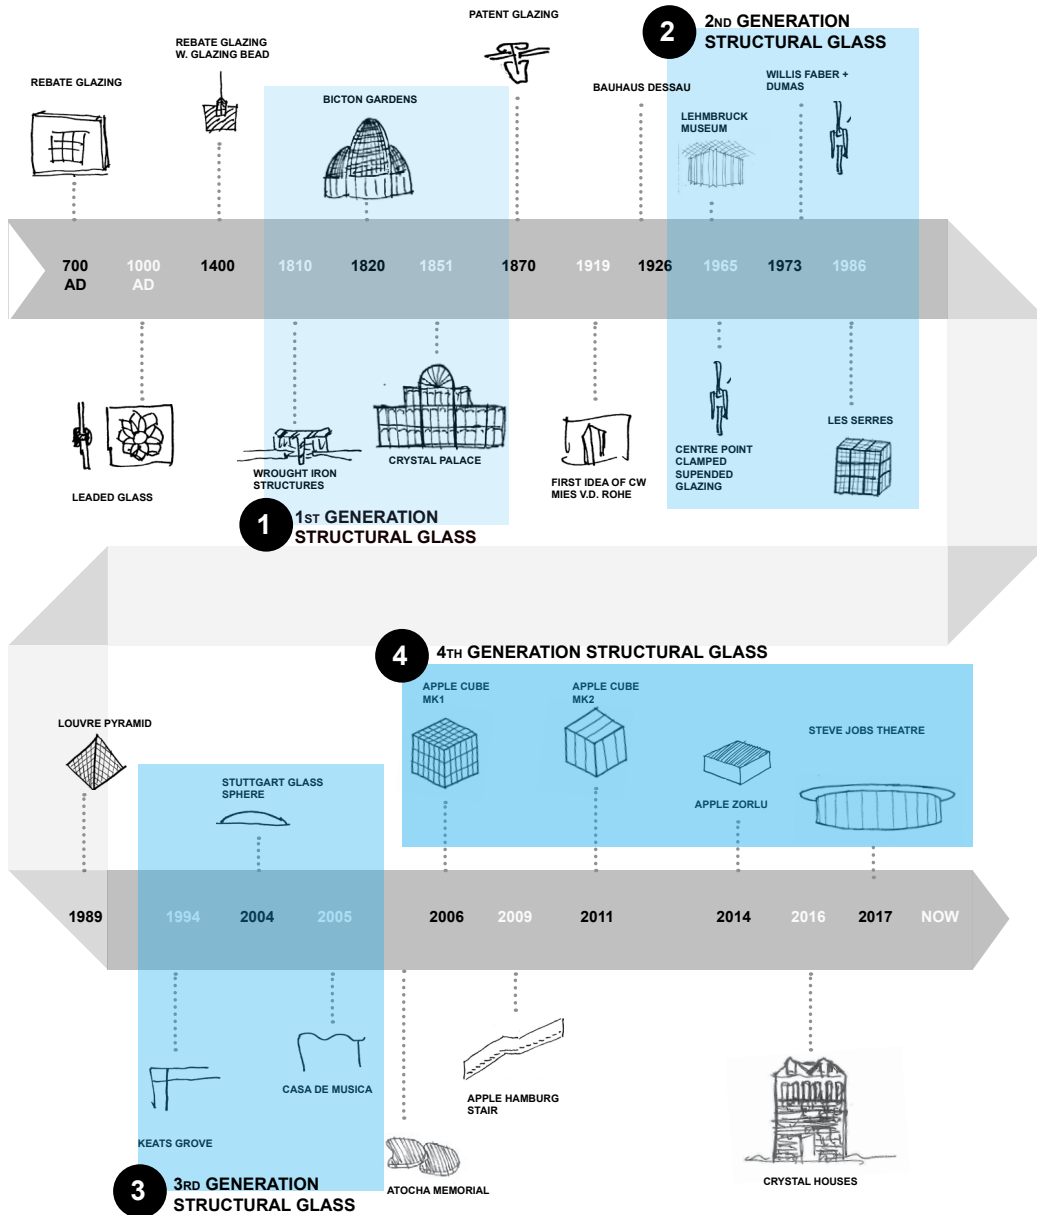 PATENT GLAZING
2
2ND GENERATION
STRUCTURAL GLASS
REBATE GLAZING
W. GLAZING BEAD
REBATE GLAZING
BICTON GARDENS
BAUHAUS DESSAU
WILLIS FABER +
DUMAS
LEHMBRUCK
MUSEUM
700
AD
1000
AD
1400
1810
1820
1851
1870
1919
1926
1965
1973
1986
LEADED GLASS
WROUGHT IRON
STRUCTURES
CRYSTAL PALACE
FIRST IDEA OF CW
MIES V.D. ROHE
CENTRE POINT
CLAMPED
SUPENDED
GLAZING
LES SERRES
1
1ST GENERATION
STRUCTURAL GLASS
4
4TH GENERATION STRUCTURAL GLASS
LOUVRE PYRAMID
STUTTGART GLASS
SPHERE
APPLE CUBE
MK1
APPLE CUBE
MK2
APPLE ZORLU
STEVE JOBS THEATRE
1989
1994
2004
2005
2006
2009
2011
2014
2016
2017
NOW
KEATS GROVE
CASA DE MUSICA
ATOCHA MEMORIAL
APPLE HAMBURG
STAIR
CRYSTAL HOUSES
3
3RD GENERATION
STRUCTURAL GLASS